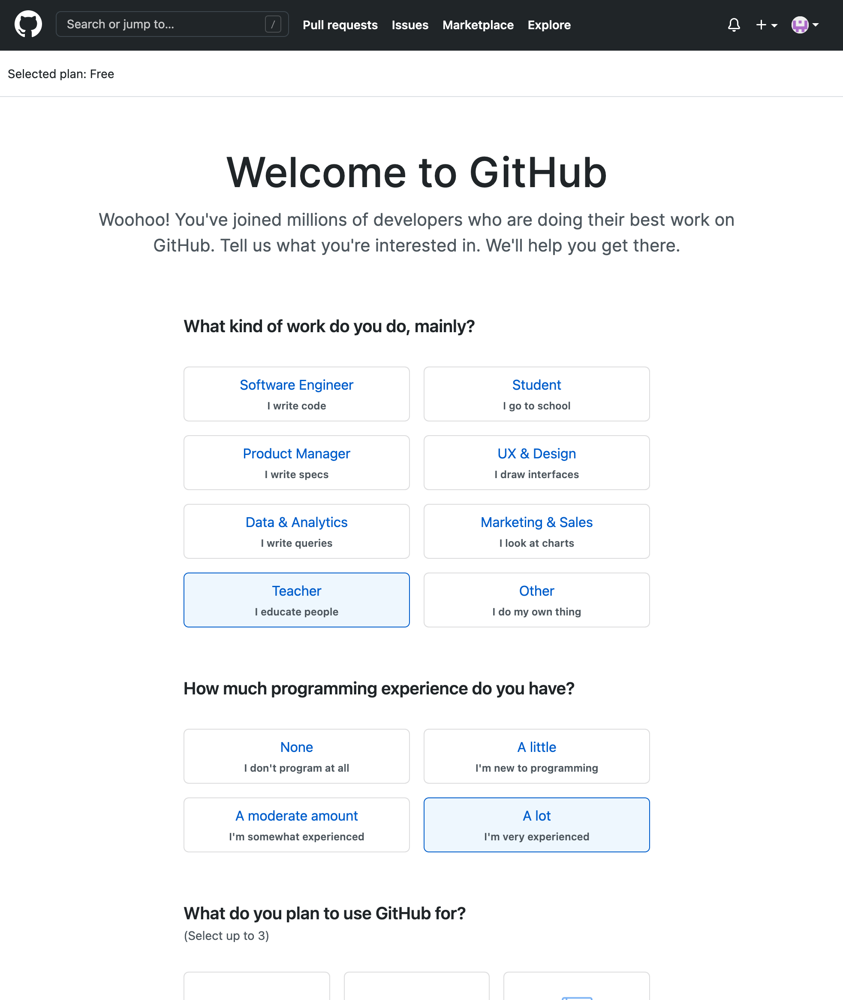 Search or jump to... /
Pull requests Issues Marketplace Explore
Selected plan: Free
Welcome to GitHub
Woohoo! You've joined millions of developers who are doing their best work on
GitHub. Tell us what you're interested in. We'll help you get there.
What kind of work do you do, mainly?
Software Engineer
I write code
Student
I go to school
Product Manager
I write specs
UX & Design
I draw interfaces
Data & Analytics
I write queries
Marketing & Sales
I look at charts
Teacher
I educate people
Other
I do my own thing
How much programming experience do you have?
None
I don't program at all
A little
I'm new to programming
A moderate amount
I'm somewhat experienced
A lot
I'm very experienced
What do you plan to use GitHub for?
(Select up to 3)